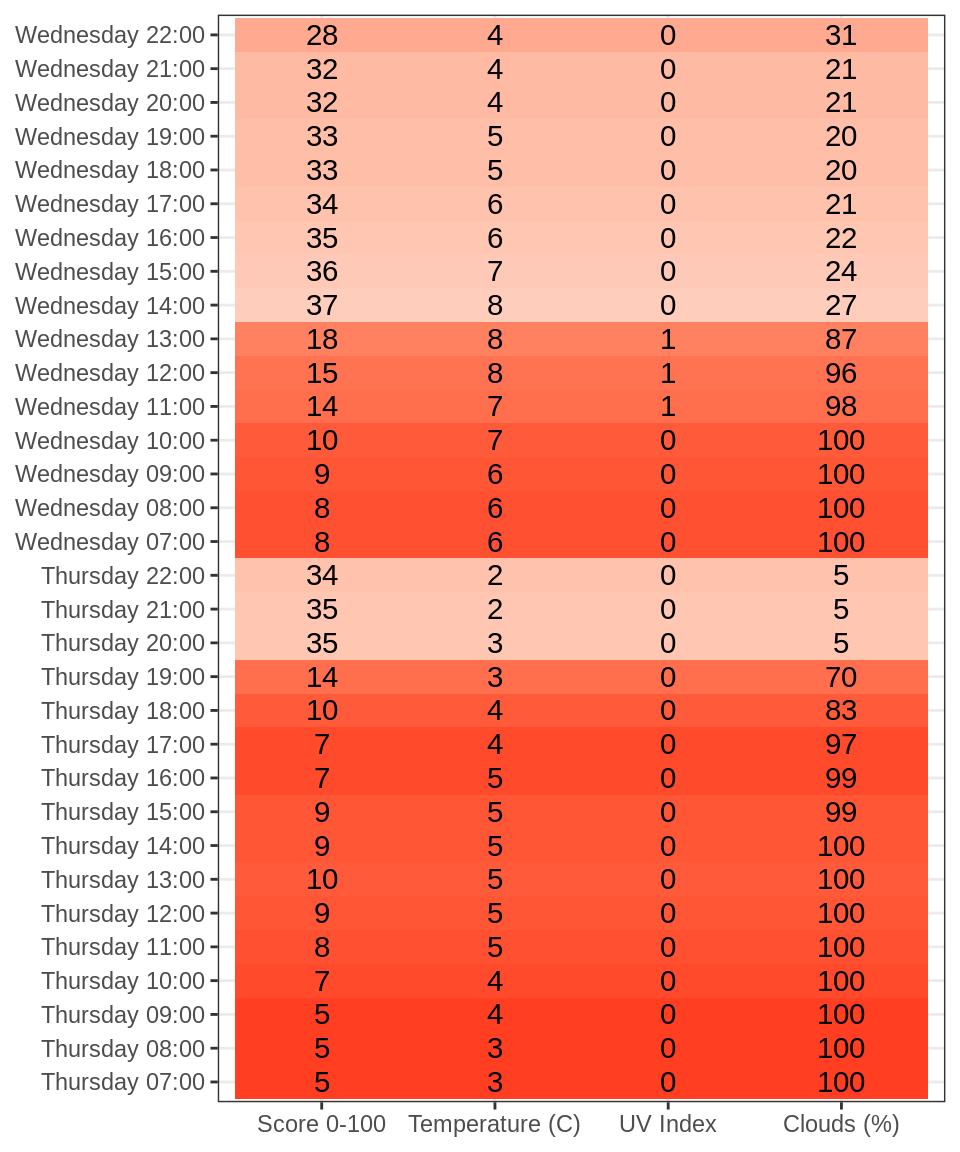 Wednesday 22:00 28 4 0 31
Wednesday 21:00 32 4 0 21
Wednesday 20:00 32 4 0 21
Wednesday 19:00 33 5 0 20
Wednesday 18:00 33 5 0 20
Wednesday 17:00 34 6 0 21
Wednesday 16:00 35 6 0 22
Wednesday 15:00 36 7 0 24
Wednesday 14:00 37 8 0 27
Wednesday 13:00 18 8 1 87
Wednesday 12:00 15 8 1 96
Wednesday 11:00 14 7 1 98
Wednesday 10:00 10 7 0 100
Wednesday 09:00 9 6 0 100
Wednesday 08:00 8 6 0 100
Wednesday 07:00 8 6 0 100
Thursday 22:00 34 2 0 5
Thursday 21:00 35 2 0 5
Thursday 20:00 35 3 0 5
Thursday 19:00 14 3 0 70
Thursday 18:00 10 4 0 83
Thursday 17:00 7 4 0 97
Thursday 16:00 7 5 0 99
Thursday 15:00 9 5 0 99
Thursday 14:00 9 5 0 100
Thursday 13:00 10 5 0 100
Thursday 12:00 9 5 0 100
Thursday 11:00 8 5 0 100
Thursday 10:00 7 4 0 100
Thursday 09:00 5 4 0 100
Thursday 08:00 5 3 0 100
Thursday 07:00 5 3 0 100
Score 0-100 Temperature (C) UV Index Clouds (%)